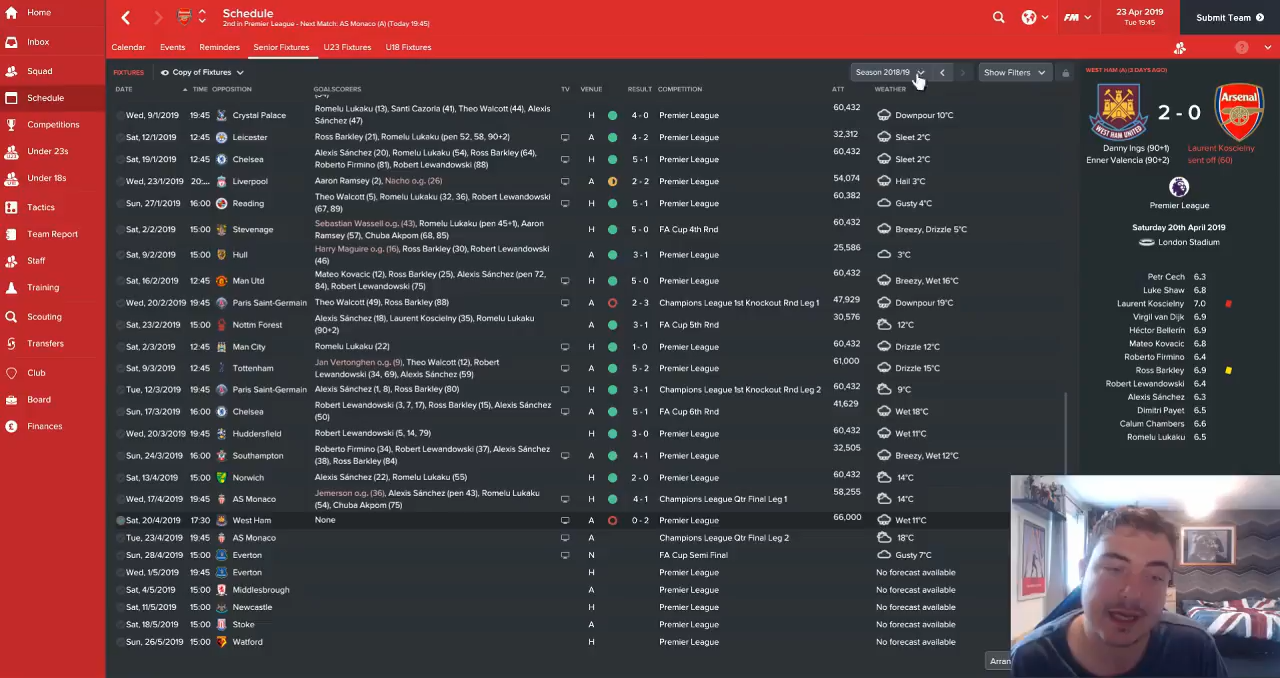 Home
Inbox
Squad
Schedule
Competitions
Under 23s
Under 18s
Tactics
Team Report
Staff
Training
Scouting
Transfers
Club
Board
Finances
Schedule
2nd in Premier League - Next Match: AS Monaco (A) (Today 19:45)
FM
23 Apr 2019
Tue 19:45
Submit Team
Calendar Events Reminders Senior Fixtures U23 Fixtures U18 Fixtures
FIXTURES Copy of Fixtures Season 2018/19 Show Filters
DATE TIME OPPOSITION GOALSCORERS TV VENUE RESULT COMPETITION ATT WEATHER
Wed, 9/1/2019 19:45 Crystal Palace Romelu Lukaku (13), Santi Cazorla (41), Theo Walcott (44), Alexis H 4 - 0 Premier League 60,432 Downpour 10°C
Sánchez (47)
Sat, 12/1/2019 12:45 Leicester Ross Barkley (21), Romelu Lukaku (pen 52, 58, 90+2) A 4 - 2 Premier League 32,312 Sleet 2°C
Sat, 19/1/2019 12:45 Chelsea Alexis Sánchez (20), Romelu Lukaku (54), Ross Barkley (64), H 5 - 1 Premier League 60,432 Sleet 2°C
Roberto Firmino (81), Robert Lewandowski (88)
Wed, 23/1/2019 20:... Liverpool Aaron Ramsey (2), Nacho o.g. (26) A 2 - 2 Premier League 54,074 Hail 3°C
Sun, 27/1/2019 16:00 Reading Theo Walcott (5), Romelu Lukaku (32, 36), Robert Lewandowski H 5 - 1 Premier League 60,382 Gusty 4°C
(67, 89)
Sat, 2/2/2019 15:00 Stevenage Sebastian Wassell o.g. (43), Romelu Lukaku (pen 45+1), Aaron H 5 - 0 FA Cup 4th Rnd 60,432 Breezy, Drizzle 5°C
Ramsey (57), Chuba Akpom (68, 85)
Sat, 9/2/2019 15:00 Hull Harry Maguire o.g. (16), Ross Barkley (30), Robert Lewandowski A 3 - 1 Premier League 25,586 3°C
(46)
Sat, 16/2/2019 12:45 Man Utd Mateo Kovacic (12), Ross Barkley (25), Alexis Sánchez (pen 72, H 5 - 0 Premier League 60,432 Breezy, Wet 16°C
84), Robert Lewandowski (75)
Wed, 20/2/2019 19:45 Paris Saint-Germain Theo Walcott (49), Ross Barkley (88) A 2 - 3 Champions League 1st Knockout Rnd Leg 1 47,929 Downpour 19°C
Sat, 23/2/2019 15:00 Nottm Forest Alexis Sánchez (18), Laurent Koscielny (35), Romelu Lukaku A 3 - 1 FA Cup 5th Rnd 30,576 12°C
(90+2)
Sat, 2/3/2019 12:45 Man City Romelu Lukaku (22) H 1 - 0 Premier League 60,432 Drizzle 12°C
Sat, 9/3/2019 12:45 Tottenham Jan Vertonghen o.g. (9), Theo Walcott (12), Robert A 5 - 2 Premier League 61,000 Drizzle 15°C
Lewandowski (34, 69), Alexis Sánchez (59)
Tue, 12/3/2019 19:45 Paris Saint-Germain Alexis Sánchez (1, 8), Ross Barkley (80) H 3 - 1 Champions League 1st Knockout Rnd Leg 2 60,432 9°C
Sun, 17/3/2019 16:00 Chelsea Robert Lewandowski (3, 7, 17), Ross Barkley (15), Alexis Sánchez A 5 - 1 FA Cup 6th Rnd 41,629 Wet 18°C
(50)
Wed, 20/3/2019 19:45 Huddersfield Robert Lewandowski (5, 14, 79) H 3 - 0 Premier League 60,432 Wet 11°C
Sun, 24/3/2019 16:00 Southampton Roberto Firmino (34), Robert Lewandowski (37), Alexis Sánchez A 4 - 1 Premier League 32,505 Breezy, Wet 12°C
(38), Ross Barkley (84)
Sat, 13/4/2019 15:00 Norwich Alexis Sánchez (22), Romelu Lukaku (55) H 2 - 0 Premier League 60,432 14°C
Wed, 17/4/2019 19:45 AS Monaco Jemerson o.g. (36), Alexis Sánchez (pen 43), Romelu Lukaku H 4 - 1 Champions League Qtr Final Leg 1 58,255 14°C
(54), Chuba Akpom (75)
Sat, 20/4/2019 17:30 West Ham None A 0 - 2 Premier League 66,000 Wet 11°C
Tue, 23/4/2019 19:45 AS Monaco A Champions League Qtr Final Leg 2 18°C
Sun, 28/4/2019 15:00 Everton N FA Cup Semi Final Gusty 7°C
Wed, 1/5/2019 19:45 Everton H Premier League No forecast available
Sat, 4/5/2019 15:00 Middlesbrough A Premier League No forecast available
Sat, 11/5/2019 15:00 Newcastle H Premier League No forecast available
Sat, 18/5/2019 15:00 Stoke A Premier League No forecast available
Sun, 26/5/2019 15:00 Watford H Premier League No forecast available
Arran
WEST HAM (A) (3 DAYS AGO)
2 - 0
Arsenal
Danny Ings (90+1)
Enner Valencia (90+2)
Laurent Koscielny
sent off (60)
Premier League
Saturday 20th April 2019
London Stadium
Petr Cech 6.3
Luke Shaw 6.8
Laurent Koscielny 7.0
Virgil van Dijk 6.9
Héctor Bellerín 6.9
Mateo Kovacic 6.8
Roberto Firmino 6.4
Ross Barkley 6.9
Robert Lewandowski 6.4
Alexis Sánchez 6.3
Dimitri Payet 6.5
Calum Chambers 6.6
Romelu Lukaku 6.5